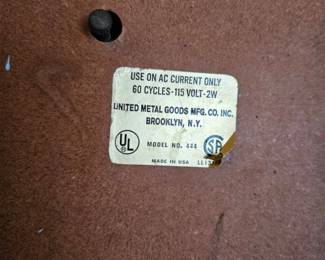 USE ON AC CURRENT ONLY
60 CYCLES-115 VOLT-2W
UNITED METAL GOODS MFG. CO. INC.
BROOKLYN, N.Y.
UL MODEL NO. 444 SA
MADE IN USA